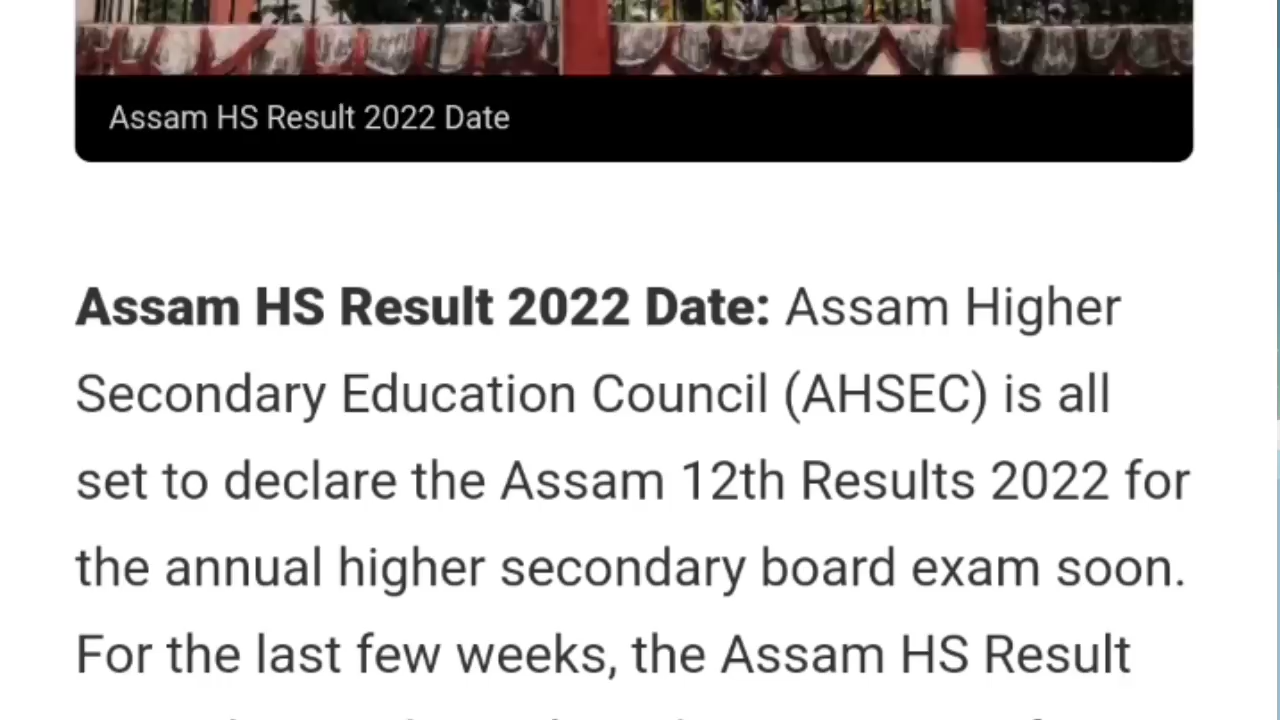 Assam HS Result 2022 Date
Assam HS Result 2022 Date: Assam Higher
Secondary Education Council (AHSEC) is all
set to declare the Assam 12th Results 2022 for
the annual higher secondary board exam soon.
For the last few weeks, the Assam HS Result